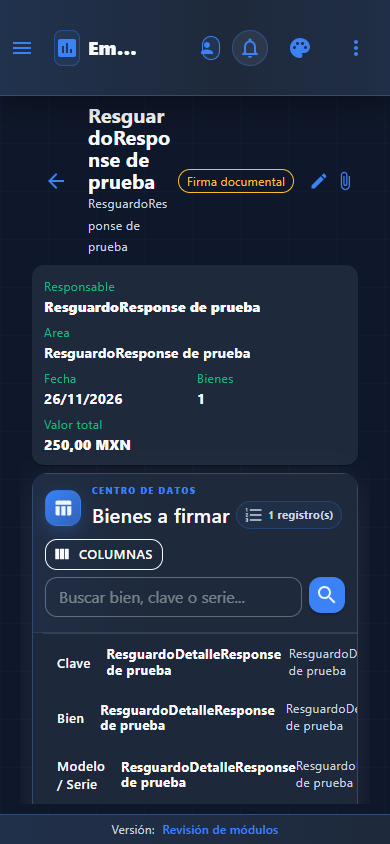 Em...
Resguar
doRespo
nse de
prueba
ResguardoRes
ponse de
prueba
Firma documental
Responsable
ResguardoResponse de prueba
Area
ResguardoResponse de prueba
Fecha
Bienes
26/11/2026
1
Valor total
250,00 MXN
CENTRO DE DATOS
Bienes a firmar
1 registro(s)
COLUMNAS
Buscar bien, clave o serie...
Clave
ResguardoDetalleResponse
de prueba
ResguardoD
de prueba
Bien
ResguardoDetalleResponse
de prueba
ResguardoDe
de prueba
Modelo
/ Serie
ResguardoDetalleResponse
de prueba
Resguardo
de prueba
Versión: Revisión de módulos